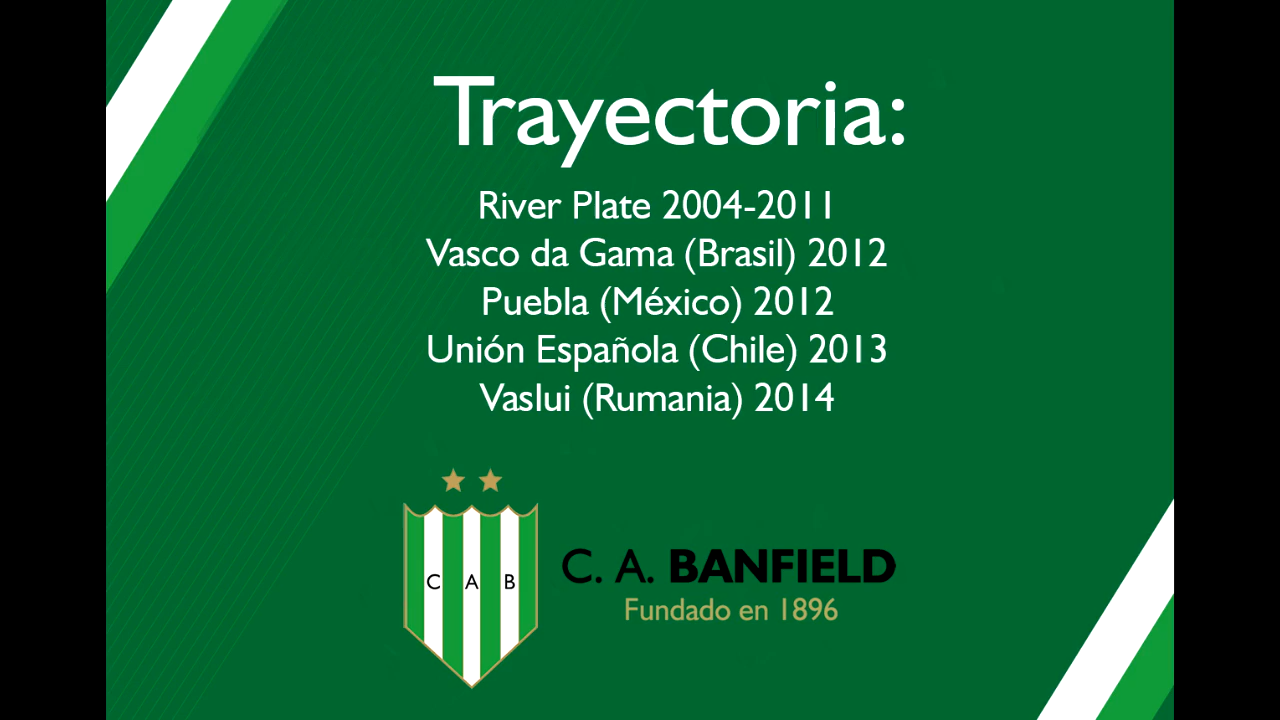 Trayectoria:
River Plate 2004-2011
Vasco da Gama (Brasil) 2012
Puebla (México) 2012
Unión Española (Chile) 2013
Vaslui (Rumania) 2014
C A B
C. A. BANFIELD
Fundado en 1896